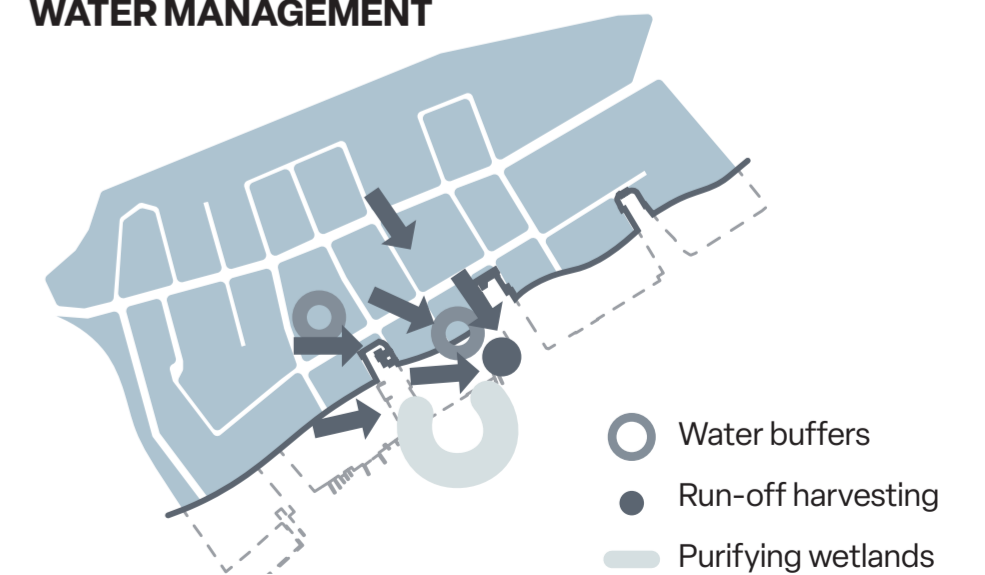 WATER MANAGEMENT
Water buffers
Run-off harvesting
Purifying wetlands